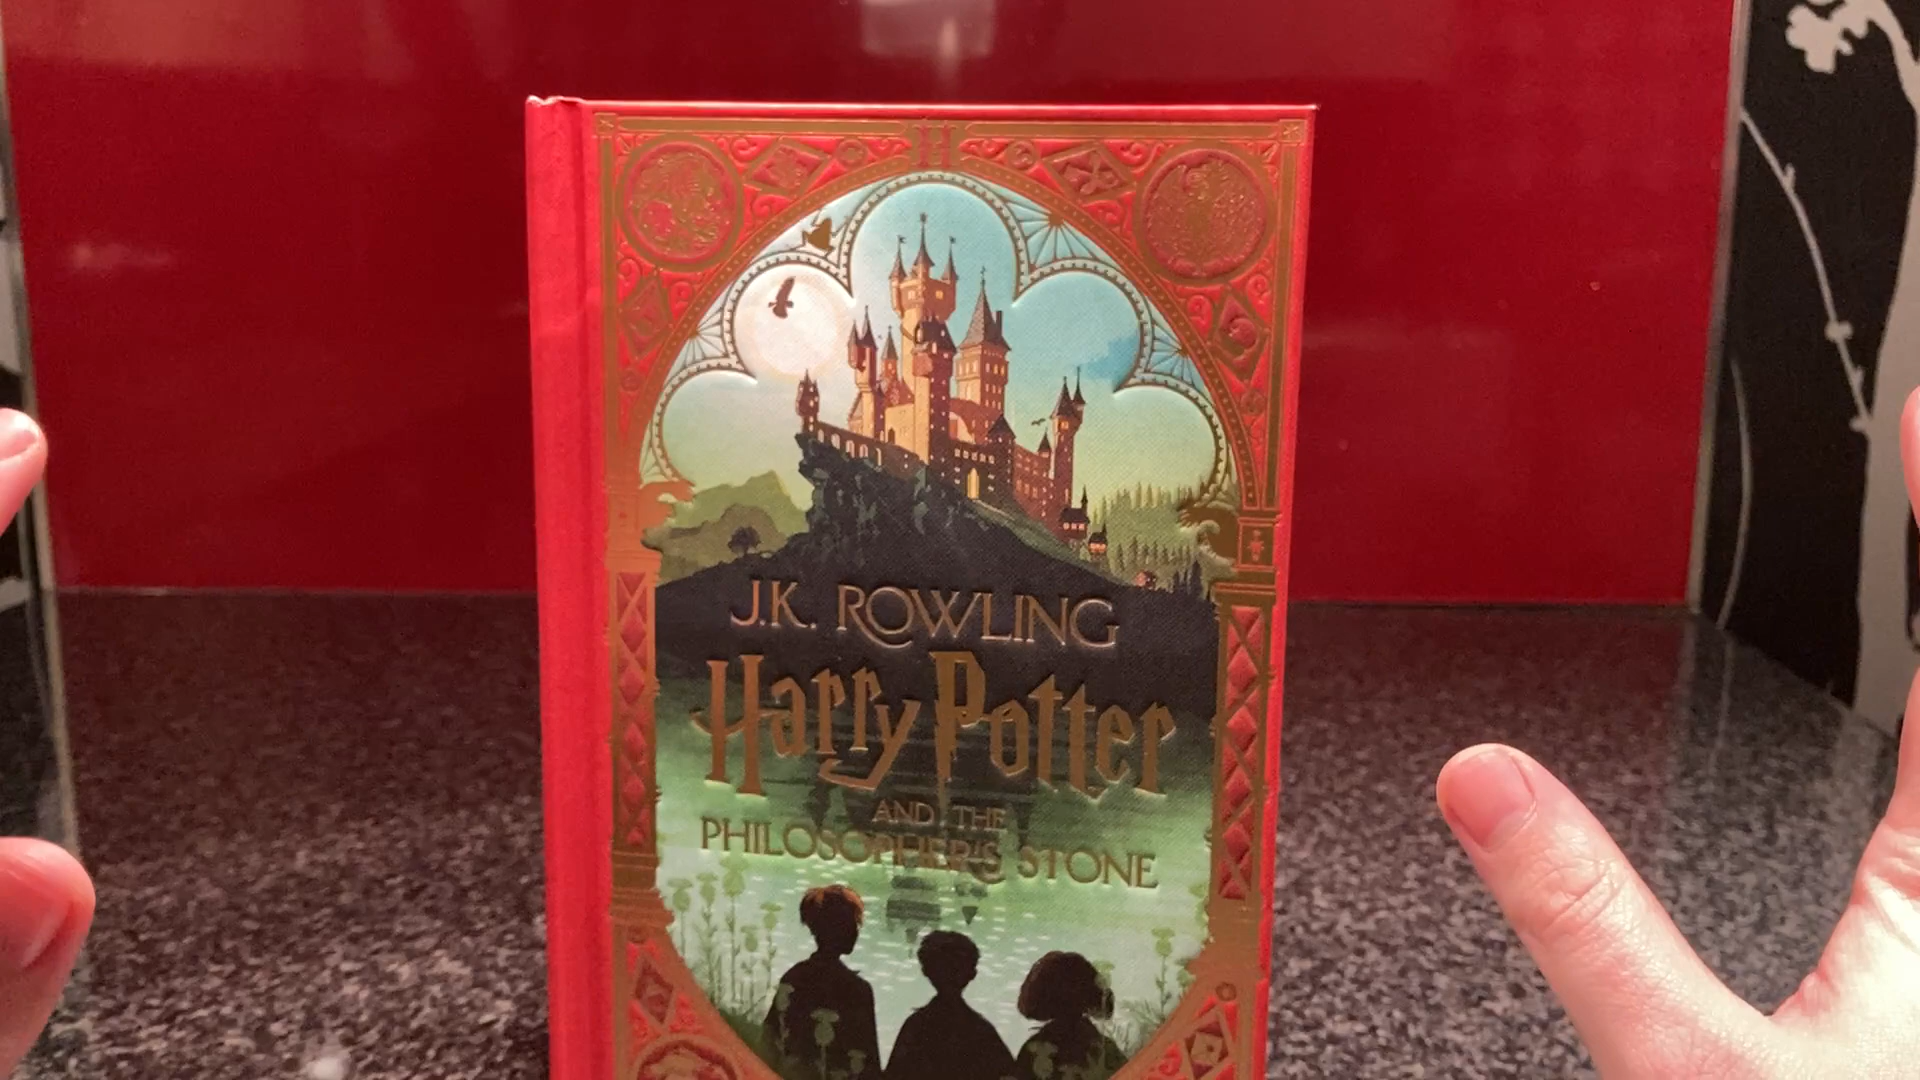 H
J.K. ROWLING
Harry Potter
AND THE
PHILOSOPHER'S STONE